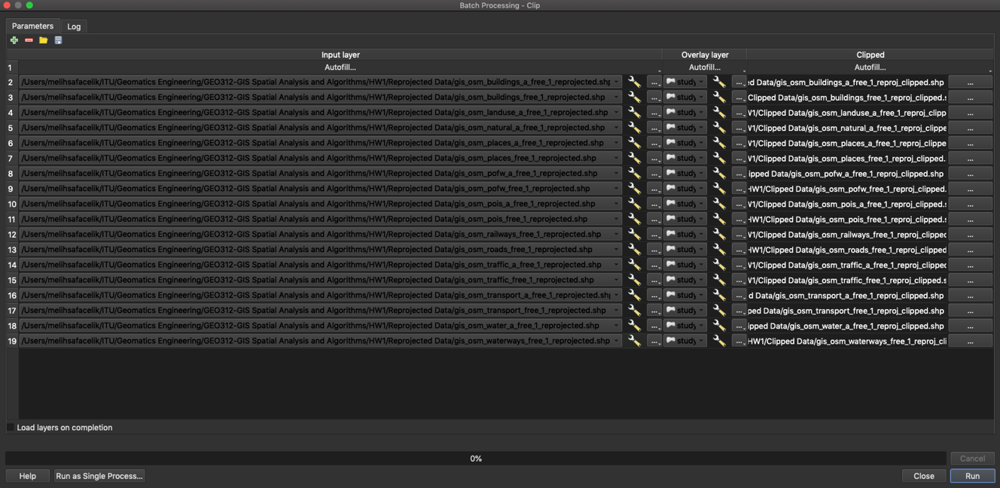 Batch Processing - Clip
Parameters Log
Input layer Overlay layer Clipped
1 Autofill... Autofill... Autofill...
2 /Users/melihsafacelik/ITU/Geomatics Engineering/GEO312-GIS Spatial Analysis and Algorithms/HW1/Reprojected Data/gis_osm_buildings_a_free_1_reprojected.shp ... study ... d Data/gis_osm_buildings_a_free_1_reproj_clipped.shp ...
3 /Users/melihsafacelik/ITU/Geomatics Engineering/GEO312-GIS Spatial Analysis and Algorithms/HW1/Reprojected Data/gis_osm_buildings_free_1_reprojected.shp ... study ... Clipped Data/gis_osm_buildings_free_1_reproj_clipped.s ...
4 /Users/melihsafacelik/ITU/Geomatics Engineering/GEO312-GIS Spatial Analysis and Algorithms/HW1/Reprojected Data/gis_osm_landuse_a_free_1_reprojected.shp ... study ... W1/Clipped Data/gis_osm_landuse_a_free_1_reproj_clipp ...
5 /Users/melihsafacelik/ITU/Geomatics Engineering/GEO312-GIS Spatial Analysis and Algorithms/HW1/Reprojected Data/gis_osm_natural_a_free_1_reprojected.shp ... study ... V1/Clipped Data/gis_osm_natural_a_free_1_reproj_clippe ...
6 /Users/melihsafacelik/ITU/Geomatics Engineering/GEO312-GIS Spatial Analysis and Algorithms/HW1/Reprojected Data/gis_osm_places_a_free_1_reprojected.shp ... study ... W1/Clipped Data/gis_osm_places_a_free_1_reproj_clippe ...
7 /Users/melihsafacelik/ITU/Geomatics Engineering/GEO312-GIS Spatial Analysis and Algorithms/HW1/Reprojected Data/gis_osm_places_free_1_reprojected.shp ... study ... W1/Clipped Data/gis_osm_places_free_1_reproj_clipped. ...
8 /Users/melihsafacelik/ITU/Geomatics Engineering/GEO312-GIS Spatial Analysis and Algorithms/HW1/Reprojected Data/gis_osm_pofw_a_free_1_reprojected.shp ... study ... ipped Data/gis_osm_pofw_a_free_1_reproj_clipped.shp ...
9 /Users/melihsafacelik/ITU/Geomatics Engineering/GEO312-GIS Spatial Analysis and Algorithms/HW1/Reprojected Data/gis_osm_pofw_free_1_reprojected.shp ... study ... HW1/Clipped Data/gis_osm_pofw_free_1_reproj_clipped. ...
10 /Users/melihsafacelik/ITU/Geomatics Engineering/GEO312-GIS Spatial Analysis and Algorithms/HW1/Reprojected Data/gis_osm_pois_a_free_1_reprojected.shp ... study ... V1/Clipped Data/gis_osm_pois_a_free_1_reproj_clipped.s ...
11 /Users/melihsafacelik/ITU/Geomatics Engineering/GEO312-GIS Spatial Analysis and Algorithms/HW1/Reprojected Data/gis_osm_pois_free_1_reprojected.shp ... study ... HW1/Clipped Data/gis_osm_pois_free_1_reproj_clipped.s ...
12 /Users/melihsafacelik/ITU/Geomatics Engineering/GEO312-GIS Spatial Analysis and Algorithms/HW1/Reprojected Data/gis_osm_railways_free_1_reprojected.shp ... study ... V1/Clipped Data/gis_osm_railways_free_1_reproj_clipped ...
13 /Users/melihsafacelik/ITU/Geomatics Engineering/GEO312-GIS Spatial Analysis and Algorithms/HW1/Reprojected Data/gis_osm_roads_free_1_reprojected.shp ... study ... HW1/Clipped Data/gis_osm_roads_free_1_reproj_clipped ...
14 /Users/melihsafacelik/ITU/Geomatics Engineering/GEO312-GIS Spatial Analysis and Algorithms/HW1/Reprojected Data/gis_osm_traffic_a_free_1_reprojected.shp ... study ... V1/Clipped Data/gis_osm_traffic_a_free_1_reproj_clipped ...
15 /Users/melihsafacelik/ITU/Geomatics Engineering/GEO312-GIS Spatial Analysis and Algorithms/HW1/Reprojected Data/gis_osm_traffic_free_1_reprojected.shp ... study ... W1/Clipped Data/gis_osm_traffic_free_1_reproj_clipped.s ...
16 /Users/melihsafacelik/ITU/Geomatics Engineering/GEO312-GIS Spatial Analysis and Algorithms/HW1/Reprojected Data/gis_osm_transport_a_free_1_reprojected.shp ... study ... d Data/gis_osm_transport_a_free_1_reproj_clipped.shp ...
17 /Users/melihsafacelik/ITU/Geomatics Engineering/GEO312-GIS Spatial Analysis and Algorithms/HW1/Reprojected Data/gis_osm_transport_free_1_reprojected.shp ... study ... ped Data/gis_osm_transport_free_1_reproj_clipped.shp ...
18 /Users/melihsafacelik/ITU/Geomatics Engineering/GEO312-GIS Spatial Analysis and Algorithms/HW1/Reprojected Data/gis_osm_water_a_free_1_reprojected.shp ... study ... ipped Data/gis_osm_water_a_free_1_reproj_clipped.shp ...
19 /Users/melihsafacelik/ITU/Geomatics Engineering/GEO312-GIS Spatial Analysis and Algorithms/HW1/Reprojected Data/gis_osm_waterways_free_1_reprojected.shp ... study ... HW1/Clipped Data/gis_osm_waterways_free_1_reproj_cli ...
Load layers on completion
0% Cancel
Help Run as Single Process... Close Run